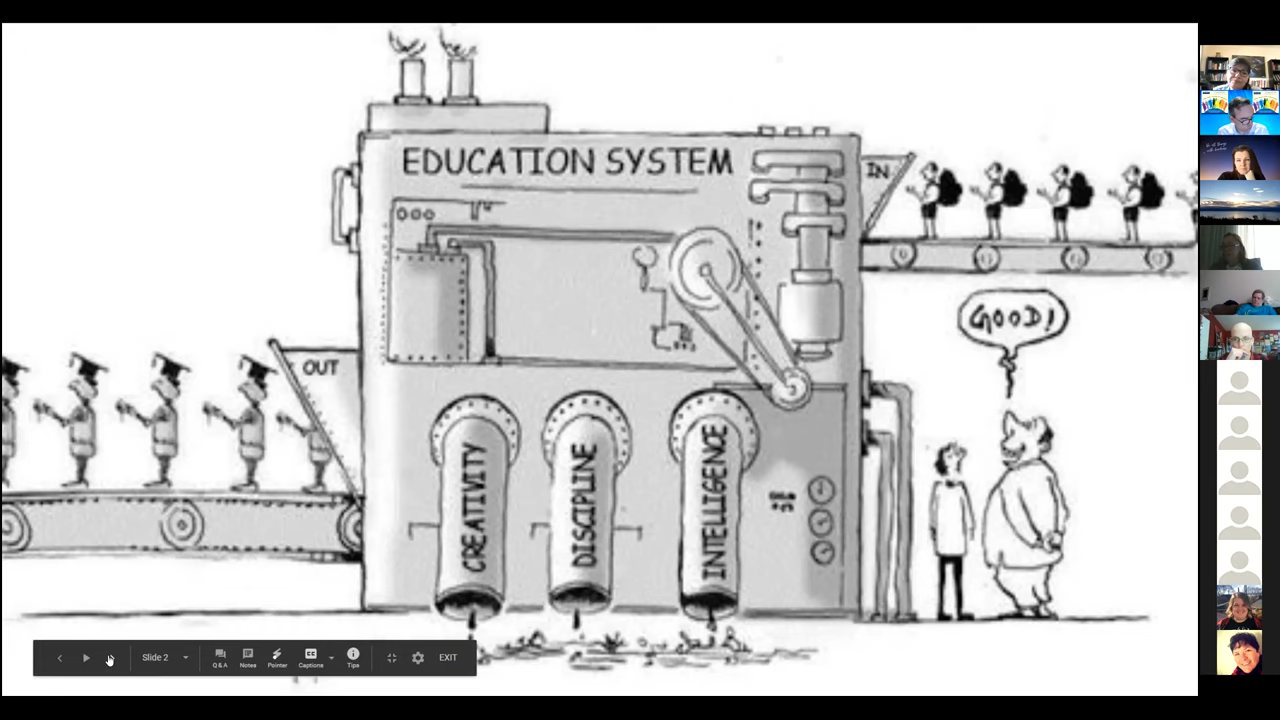 EDUCATION SYSTEM
IN
GOOD!
OUT
CREATIVITY
DISCIPLINE
INTELLIGENCE
Slide 2
Q&A
Notes
Pointer
Captions
Tips
EXIT